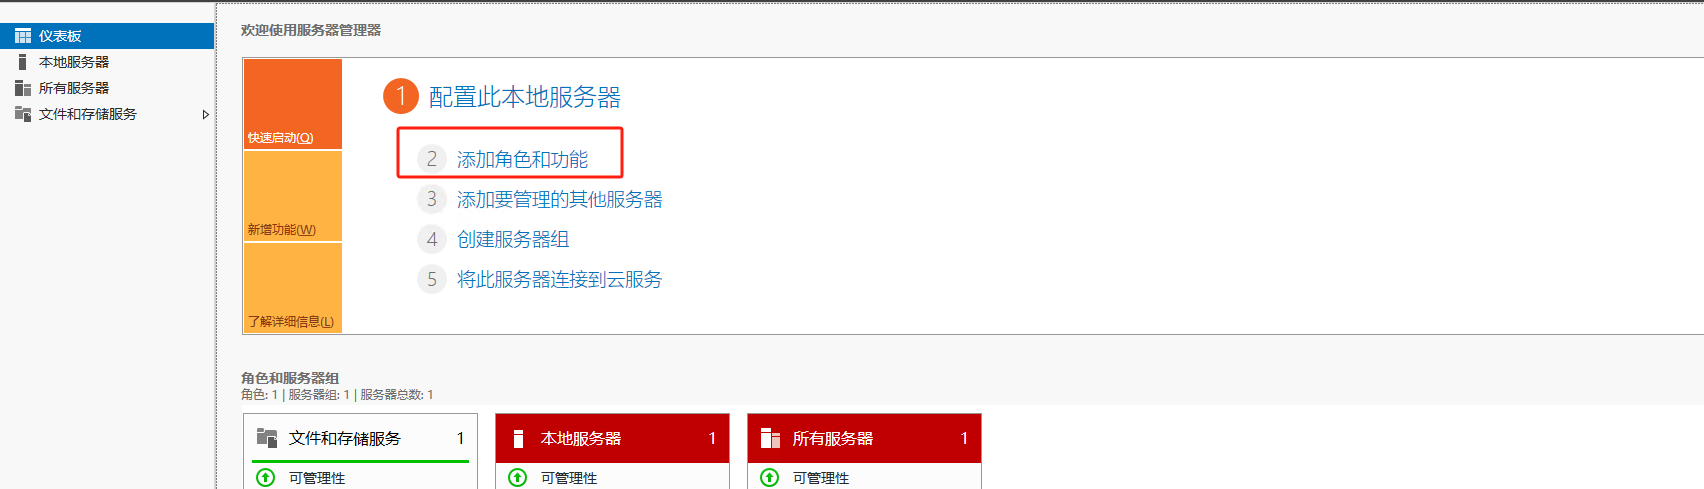 仪表板
本地服务器
所有服务器
文件和存储服务
欢迎使用服务器管理器
快速启动(Q)
新增功能(W)
了解详细信息(L)
1 配置此本地服务器
2 添加角色和功能
3 添加要管理的其他服务器
4 创建服务器组
5 将此服务器连接到云服务
角色和服务器组
角色: 1 | 服务器组: 1 | 服务器总数: 1
文件和存储服务 1
可管理性
本地服务器 1
可管理性
所有服务器 1
可管理性